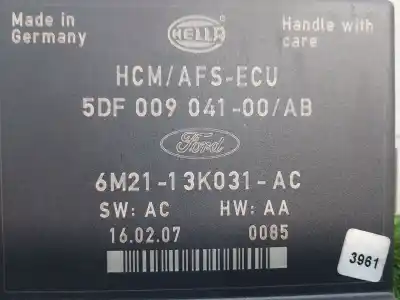 Made in
Germany
HELLA
Handle with
care
HCM/AFS-ECU
5DF 009 041-00/AB
Ford
6M21-13K031-AC
SW: AC HW: AA
16.02.07 0085
3961